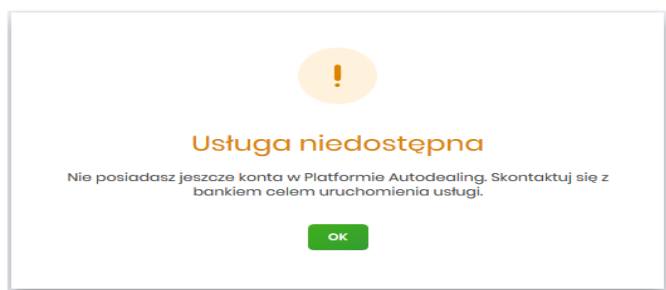 Usługa niedostępna
Nie posiadasz jeszcze konta w Platformie Autodealing. Skontaktuj się z
bankiem celem uruchomienia usługi.
OK